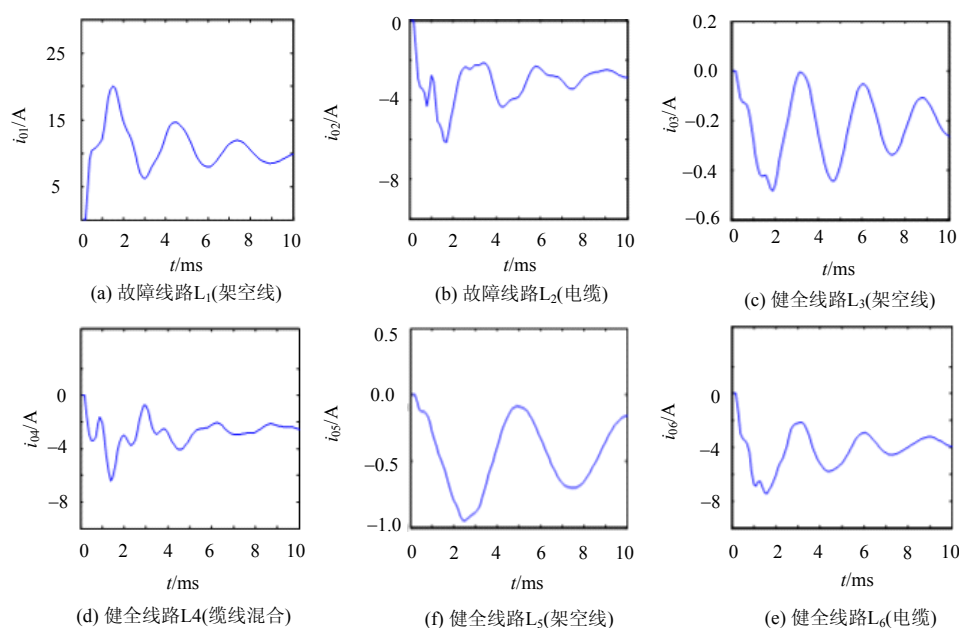 25
15
5
i01/A
0 2 4 6 8 10
t/ms
(a) 故障线路L1(架空线)
0
−4
−8
i02/A
0 2 4 6 8 10
t/ms
(b) 故障线路L2(电缆)
0.2
0.0
−0.2
−0.4
−0.6
i03/A
0 2 4 6 8 10
t/ms
(c) 健全线路L3(架空线)
0
−4
−8
i04/A
0 2 4 6 8 10
t/ms
(d) 健全线路L4(缆线混合)
0.5
0.0
−0.5
−1.0
i05/A
0 2 4 6 8 10
t/ms
(f) 健全线路L5(架空线)
0
−4
−8
i06/A
0 2 4 6 8 10
t/ms
(e) 健全线路L6(电缆)